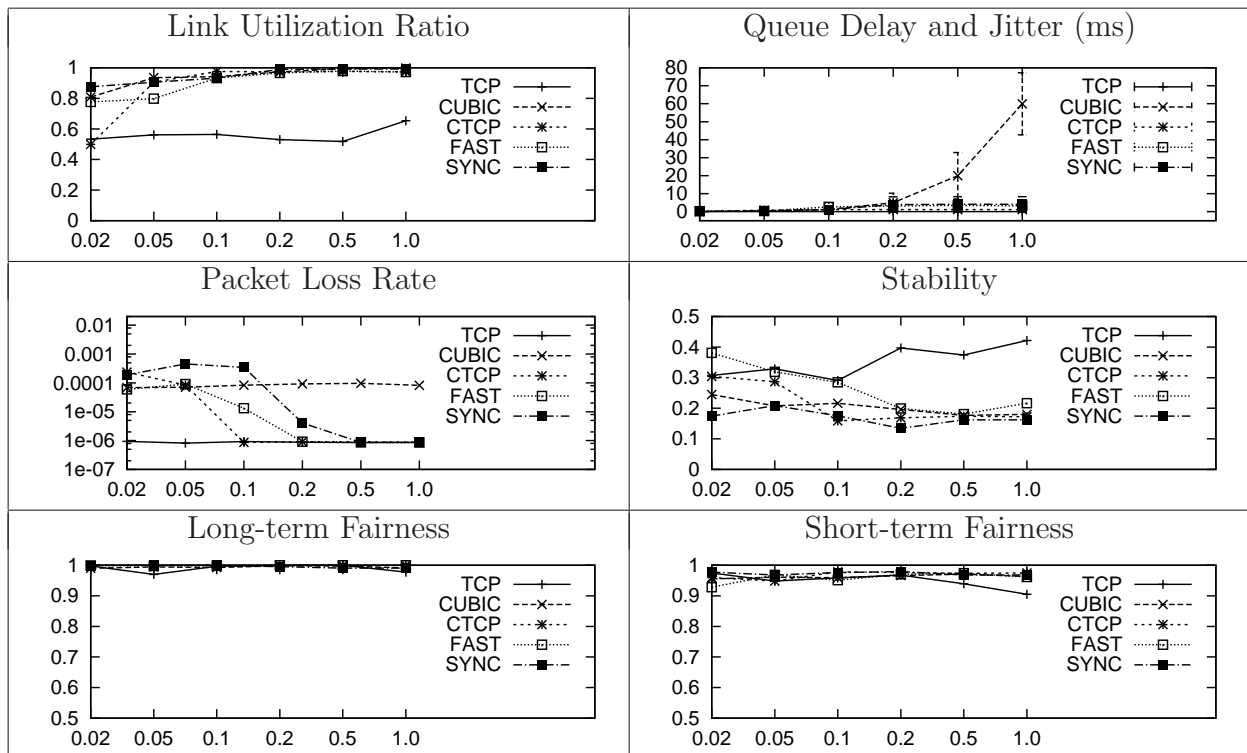 Link Utilization Ratio
1
0.8
0.6
0.4
0.2
0
0.02 0.05 0.1 0.2 0.5 1.0
TCP
CUBIC
CTCP
FAST
SYNC
Queue Delay and Jitter (ms)
80
70
60
50
40
30
20
10
0
0.02 0.05 0.1 0.2 0.5 1.0
TCP
CUBIC
CTCP
FAST
SYNC
Packet Loss Rate
0.01
0.001
0.0001
1e-05
1e-06
1e-07
0.02 0.05 0.1 0.2 0.5 1.0
TCP
CUBIC
CTCP
FAST
SYNC
Stability
0.5
0.4
0.3
0.2
0.1
0
0.02 0.05 0.1 0.2 0.5 1.0
TCP
CUBIC
CTCP
FAST
SYNC
Long-term Fairness
1
0.9
0.8
0.7
0.6
0.5
0.02 0.05 0.1 0.2 0.5 1.0
TCP
CUBIC
CTCP
FAST
SYNC
Short-term Fairness
1
0.9
0.8
0.7
0.6
0.5
0.02 0.05 0.1 0.2 0.5 1.0
TCP
CUBIC
CTCP
FAST
SYNC